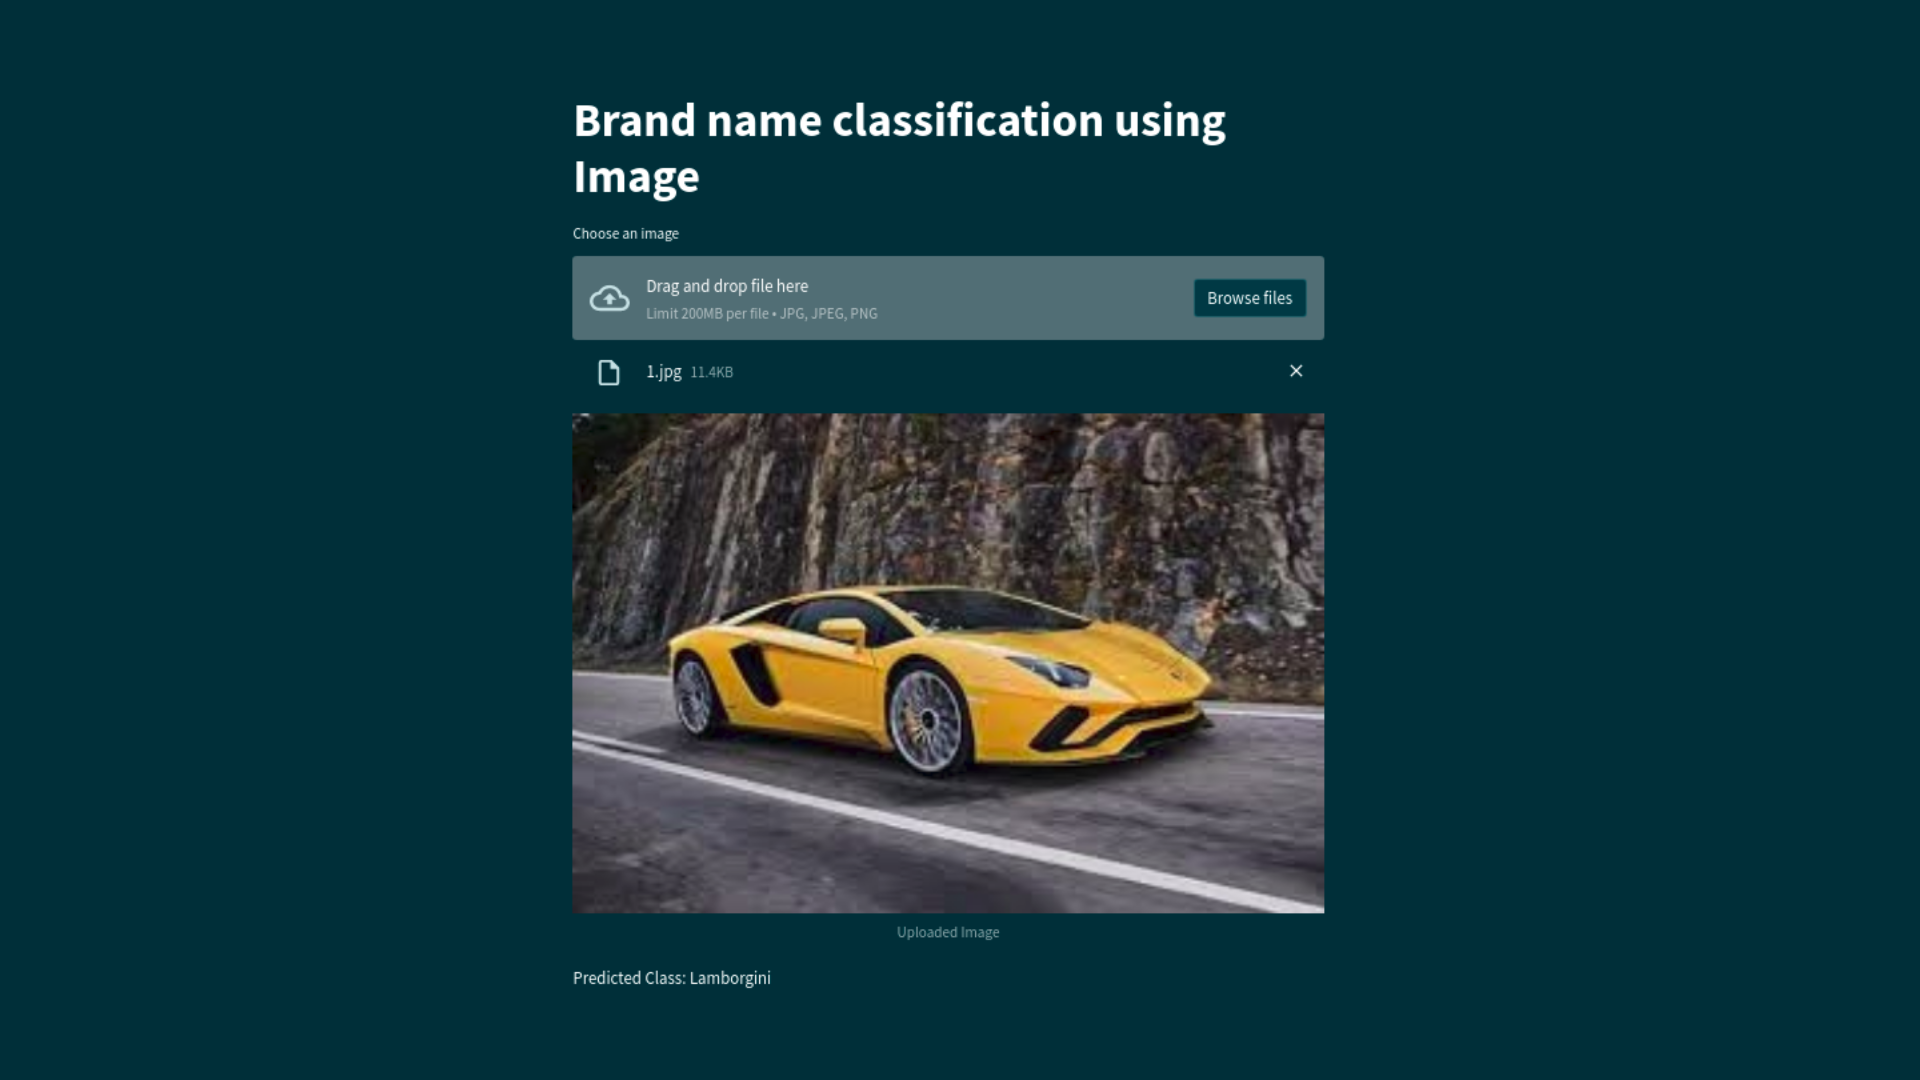 Brand name classification using
Image
Choose an image
Drag and drop file here
Limit 200MB per file • JPG, JPEG, PNG
Browse files
1.jpg 11.4KB
Uploaded Image
Predicted Class: Lamborgini